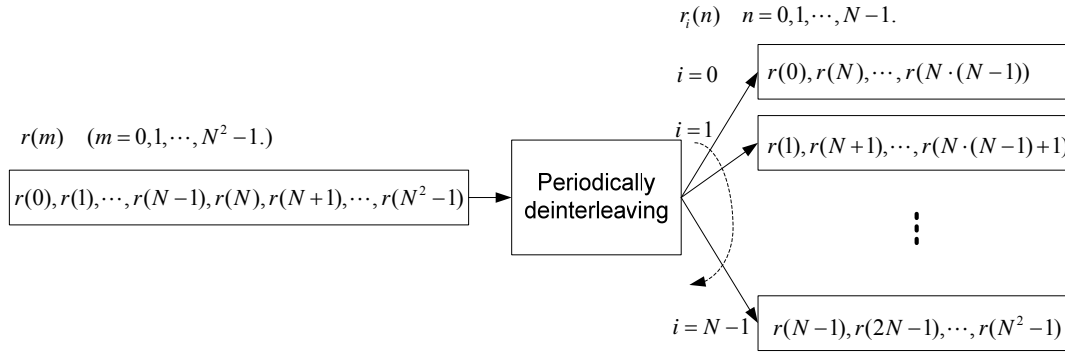 r_i(n) n = 0,1,⋯,N−1.
i = 0
r(0), r(N),⋯, r(N·(N−1))
r(m) (m = 0,1,⋯,N²−1.)
i = 1
r(1), r(N+1),⋯, r(N·(N−1)+1)
r(0), r(1),⋯, r(N−1), r(N), r(N+1),⋯, r(N²−1)
Periodically
deinterleaving
i = N−1
r(N−1), r(2N−1),⋯, r(N²−1)